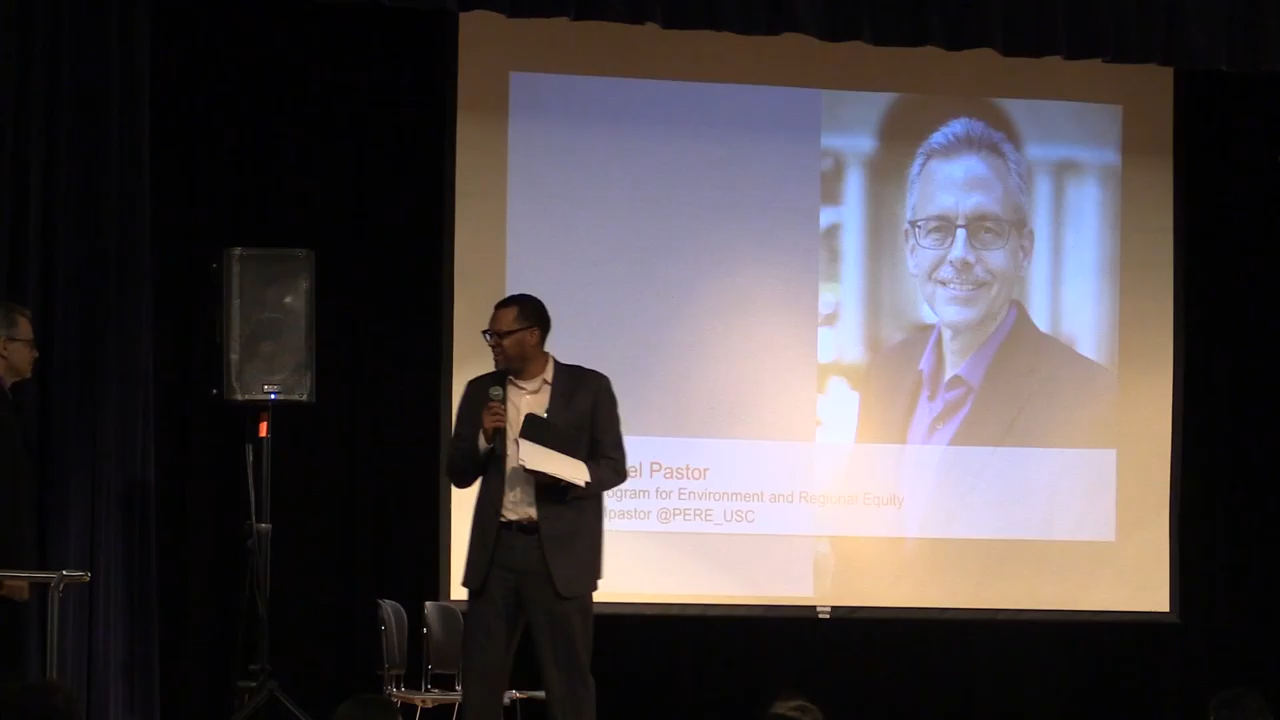 el Pastor
ogram for Environment and Regional Equity
pastor @PERE_USC